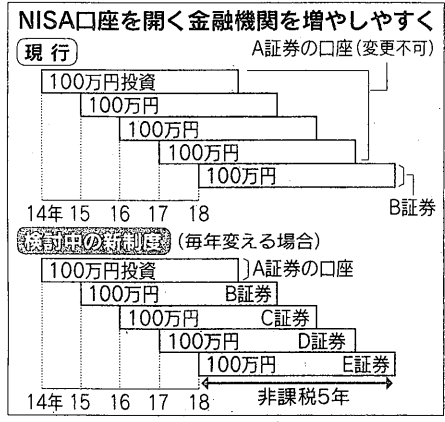 NISA口座を開く金融機関を増やしやすく
現行
A証券の口座(変更不可)
100万円投資
100万円
100万円
100万円
100万円
B証券
14年 15 16 17 18
検討中の新制度 (毎年変える場合)
100万円投資
A証券の口座
100万円 B証券
100万円 C証券
100万円 D証券
100万円 E証券
14年 15 16 17 18
非課税5年